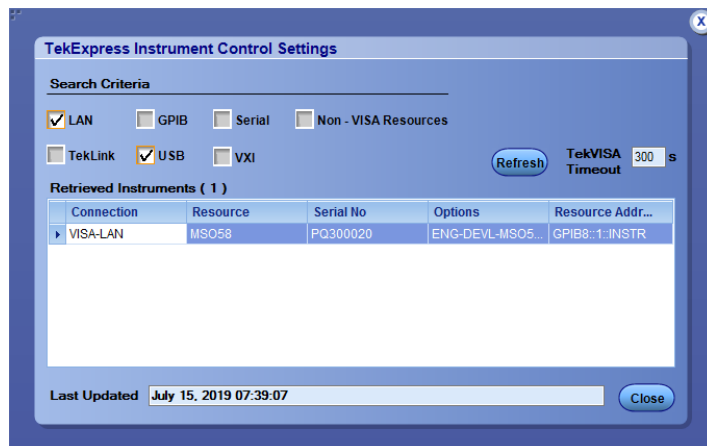 X
TekExpress Instrument Control Settings
Search Criteria
LAN GPIB Serial Non - VISA Resources
TekLink USB VXI Refresh TekVISA Timeout 300 s
Retrieved Instruments ( 1 )
Connection Resource Serial No Options Resource Addr...
VISA-LAN MSO58 PQ300020 ENG-DEVL-MSO5... GPIB8::1::INSTR
Last Updated July 15, 2019 07:39:07 Close